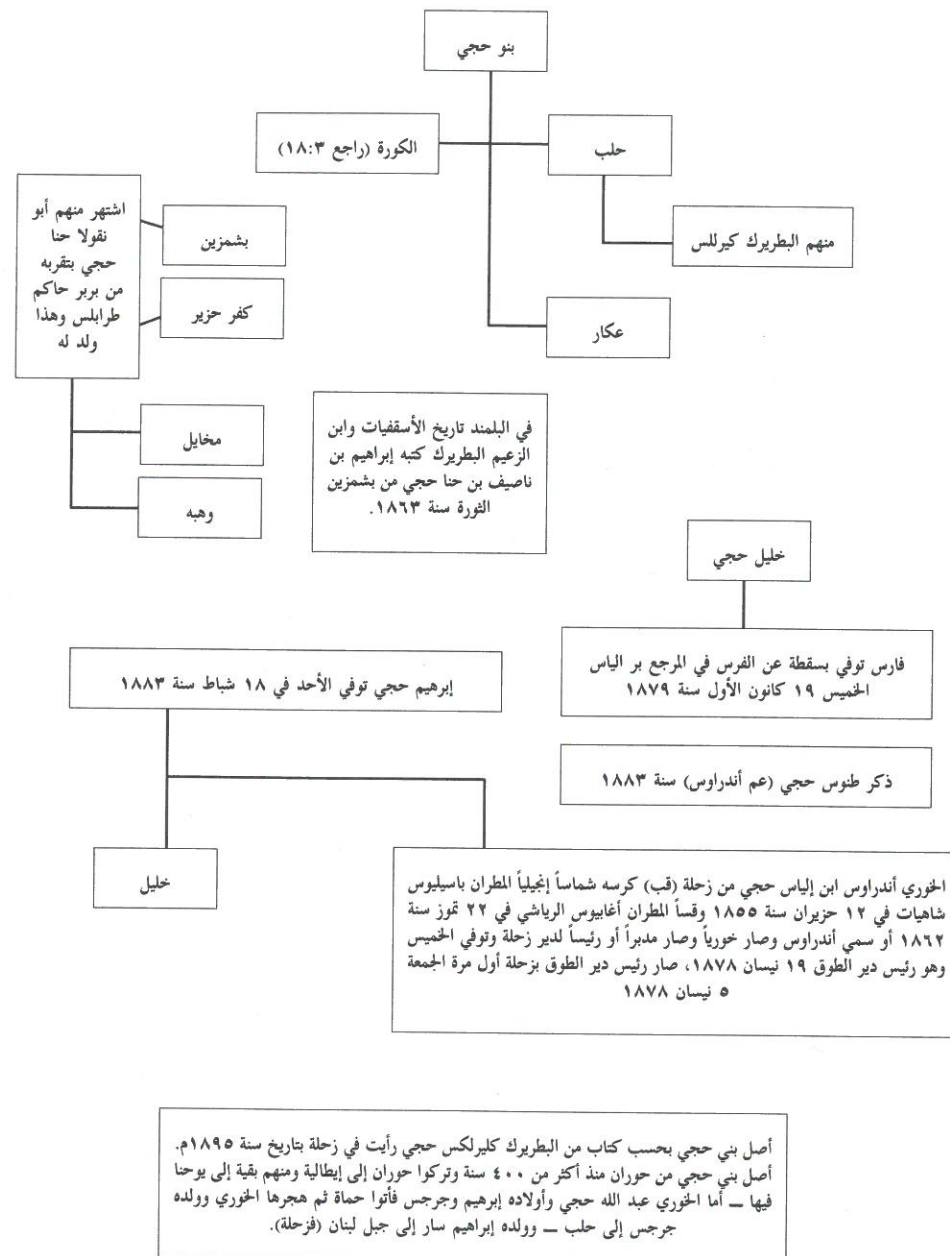 بنو حجي
حلب
الكورة (راجع ١٨:٣)
منهم البطريرك كيرللس
عكار
اشتهر منهم أبو
نقولا حنا
حجي بتقربه
من بربر حاكم
طرابلس وهذا
ولد له
بشمزين
كفر حزير
مخايل
وهبه
في البلمند تاريخ الأسقفيات وابن
الزعيم البطريرك كتبه إبراهيم بن
ناصيف بن حنا حجي من بشمزين
الثورة سنة ١٨٦٣.
خليل حجي
فارس توفي بسقطة عن الفرس في المرجع بر الياس
الخميس ١٩ كانون الأول سنة ١٨٧٩
ذكر طنوس حجي (عم أندراوس) سنة ١٨٨٣
إبرهيم حجي توفي الأحد في ١٨ شباط سنة ١٨٨٣
خليل
الخوري أندراوس ابن إلياس حجي من زحلة (قب) كرسه شماساً إنجيلياً المطران باسيليوس
شاهيات في ١٢ حزيران سنة ١٨٥٥ وقساً المطران أغابيوس الرياشي في ٢٢ تموز سنة
١٨٦٢ أو سمي أندراوس وصار خورياً وصار مدبراً أو رئيساً لدير زحلة وتوفي الخميس
وهو رئيس دير الطوق ١٩ نيسان ١٨٧٨، صار رئيس دير الطوق بزحلة أول مرة الجمعة
٥ نيسان ١٨٧٨
أصل بني حجي بحسب كتاب من البطريرك كليرلكس حجي رأيت في زحلة بتاريخ سنة ١٨٩٥م.
أصل بني حجي من حوران منذ أكثر من ٤٠٠ سنة وتركوا حوران إلى إيطالية ومنهم بقية إلى يوحنا
فيها ــ أما الخوري عبد الله حجي وأولاده إبرهيم وجرجس فأتوا حماة ثم هجرها الخوري وولده
جرجس إلى حلب ــ وولده إبراهيم سار إلى جبل لبنان (فزحلة).